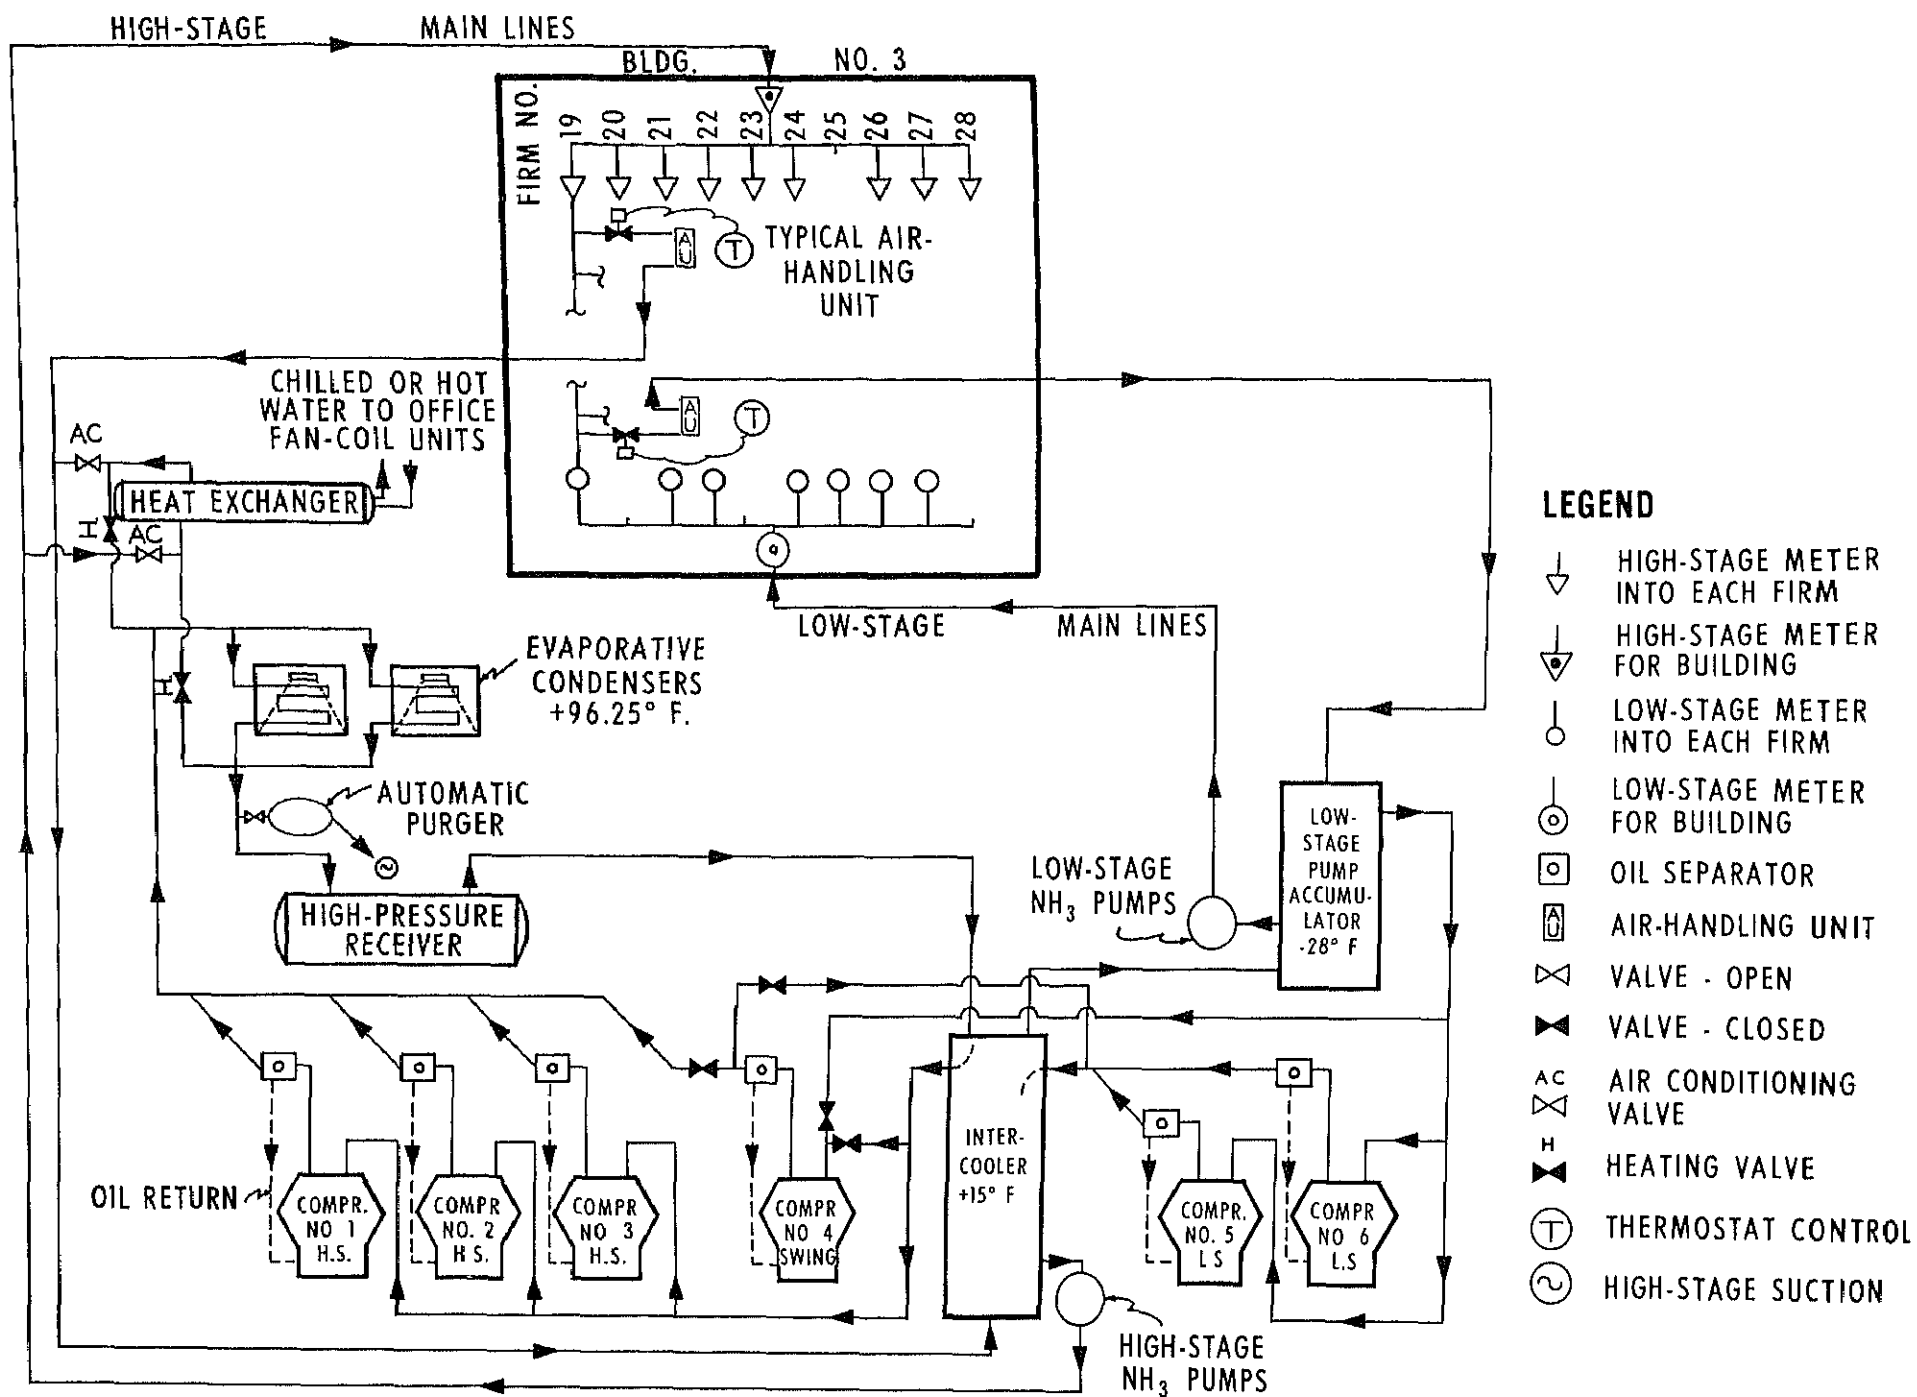 HIGH-STAGE MAIN LINES
BLDG. NO. 3
FIRM NO.
19 20 21 22 23 24 25 26 27 28
AU
T
TYPICAL AIR-
HANDLING
UNIT
CHILLED OR HOT
WATER TO OFFICE
FAN-COIL UNITS
AC
HEAT EXCHANGER
H
AC
AU
T
LOW-STAGE MAIN LINES
H
EVAPORATIVE
CONDENSERS
+96.25° F.
AUTOMATIC
PURGER
HIGH-PRESSURE
RECEIVER
LOW-STAGE
NH3 PUMPS
LOW-
STAGE
PUMP
ACCUMU-
LATOR
-28° F
OIL RETURN
COMPR.
NO 1
H.S.
COMPR
NO. 2
H S.
COMPR
NO 3
H.S.
COMPR
NO 4
SWING
INTER-
COOLER
+15° F
COMPR.
NO. 5
L S
COMPR
NO 6
L.S
HIGH-STAGE
NH3 PUMPS
LEGEND
HIGH-STAGE METER
INTO EACH FIRM
HIGH-STAGE METER
FOR BUILDING
LOW-STAGE METER
INTO EACH FIRM
LOW-STAGE METER
FOR BUILDING
OIL SEPARATOR
AU AIR-HANDLING UNIT
VALVE - OPEN
VALVE - CLOSED
AC AIR CONDITIONING
VALVE
H HEATING VALVE
T THERMOSTAT CONTROL
HIGH-STAGE SUCTION